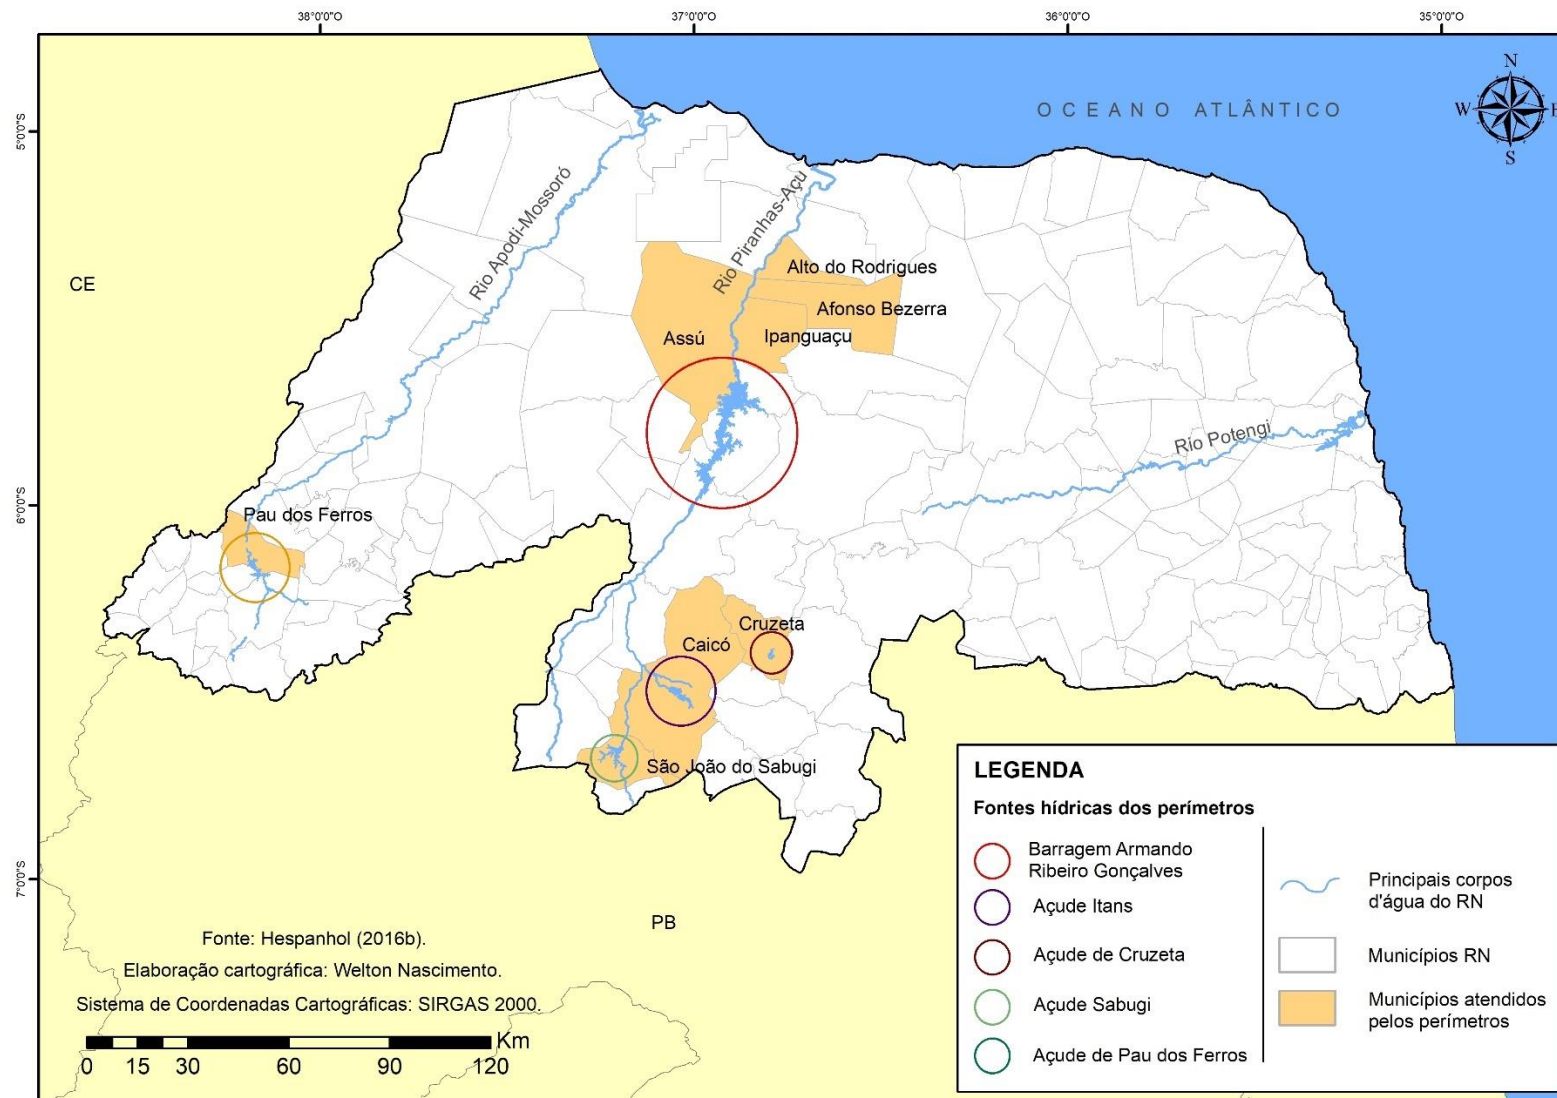 38°0'0"O
37°0'0"O
36°0'0"O
35°0'0"O
5°0'0"S
6°0'0"S
7°0'0"S
N
W
E
S
OCEANO ATLÂNTICO
Rio Apodi-Mossoró
Rio Piranhas-Açu
Rio Potengi
CE
PB
Alto do Rodrigues
Afonso Bezerra
Assú
Ipanguaçu
Pau dos Ferros
Cruzeta
Caicó
São João do Sabugi
LEGENDA
Fontes hídricas dos perímetros
Barragem Armando
Ribeiro Gonçalves
Açude Itans
Açude de Cruzeta
Açude Sabugi
Açude de Pau dos Ferros
Principais corpos
d'água do RN
Municípios RN
Municípios atendidos
pelos perímetros
Fonte: Hespanhol (2016b).
Elaboração cartográfica: Welton Nascimento.
Sistema de Coordenadas Cartográficas: SIRGAS 2000.
Km
0 15 30 60 90 120